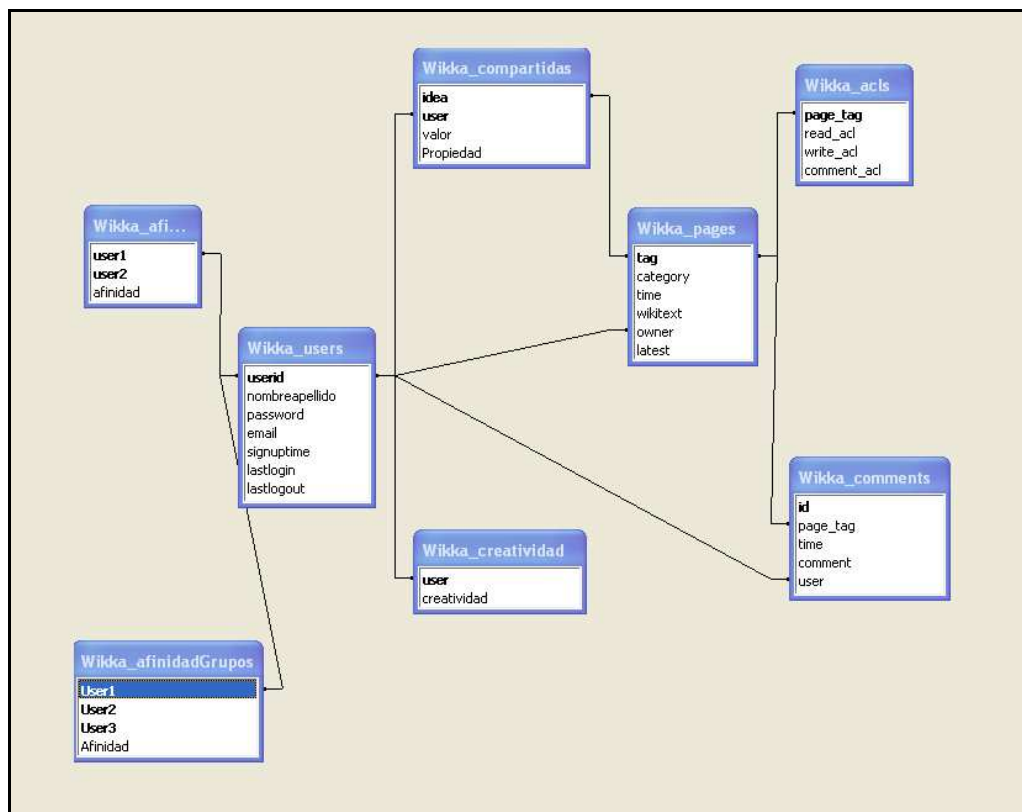 Wikka_compartidas
idea
user
valor
Propiedad
Wikka_acls
page_tag
read_acl
write_acl
comment_acl
Wikka_afi...
user1
user2
afinidad
Wikka_pages
tag
category
time
wikitext
owner
latest
Wikka_users
userid
nombreapellido
password
email
signuptime
lastlogin
lastlogout
Wikka_comments
id
page_tag
time
comment
user
Wikka_creatividad
user
creatividad
Wikka_afinidadGrupos
User1
User2
User3
Afinidad